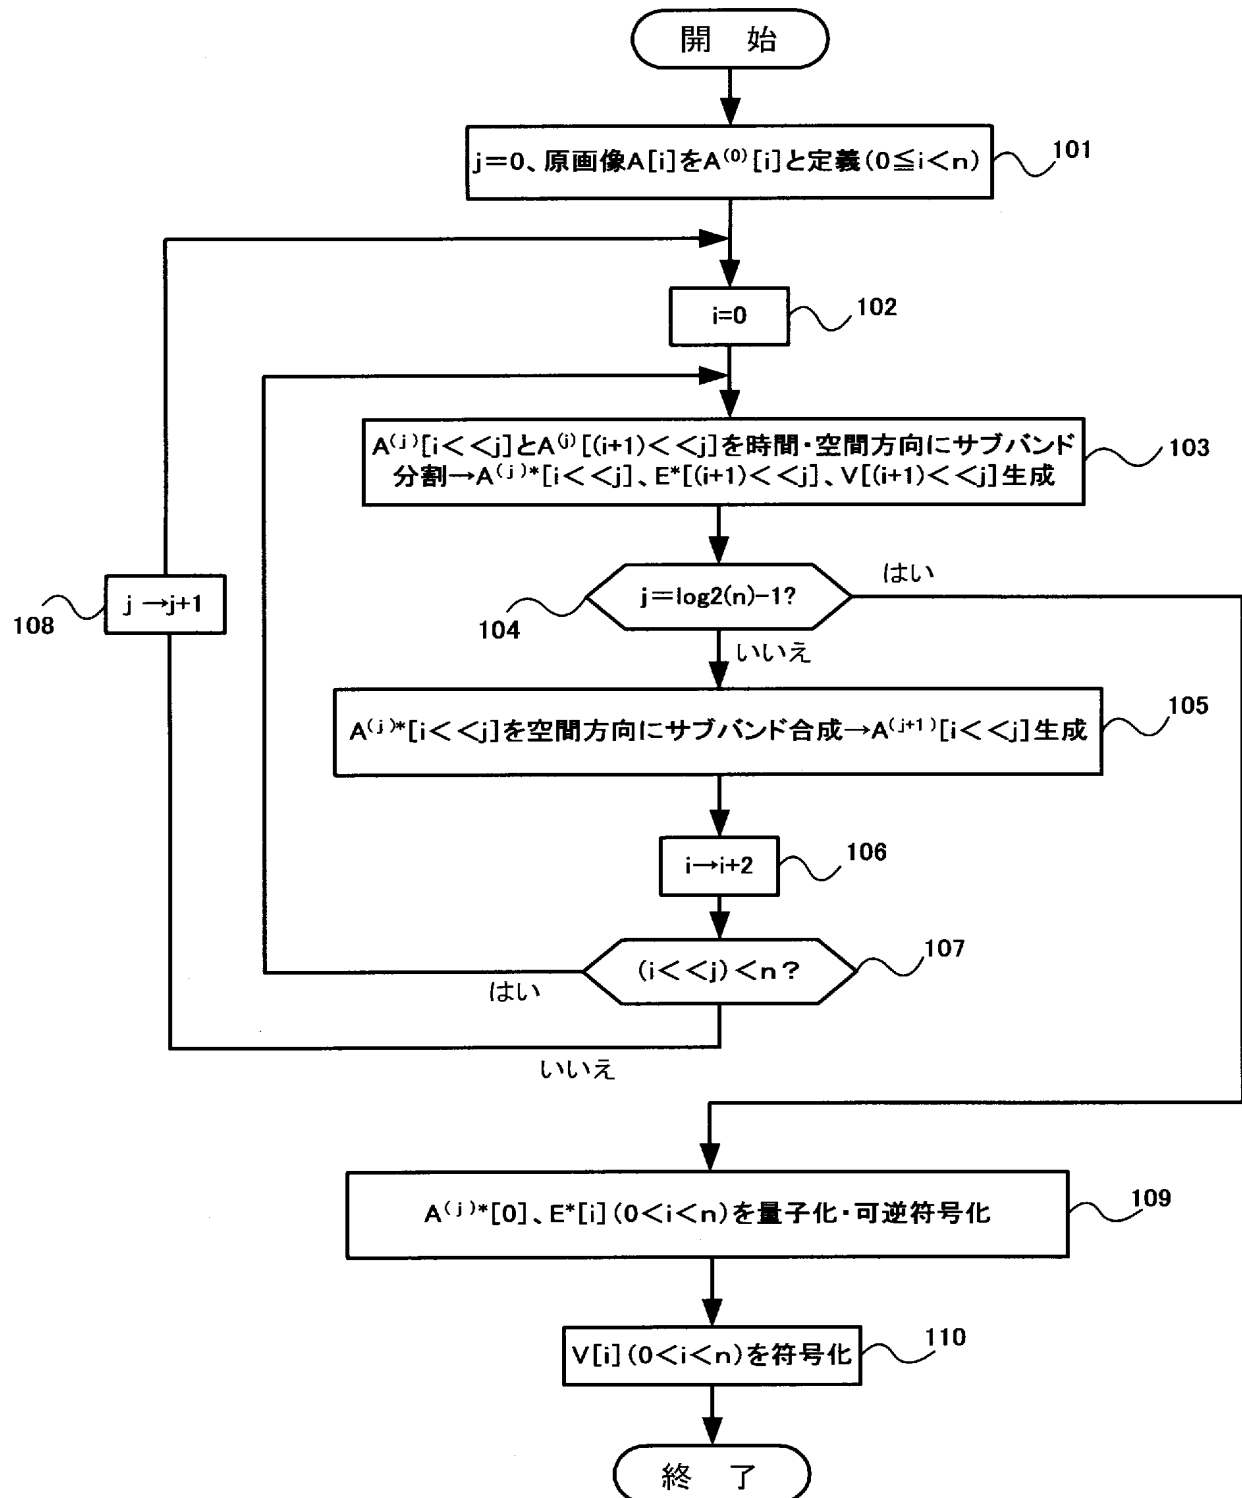 開 始
j=0、原画像A[i]をA(0)[i]と定義(0≦i<n)
101
i=0
102
A(j)[i<<j]とA(j)[(i+1)<<j]を時間・空間方向にサブバンド
分割→A(j)*[i<<j]、E*[(i+1)<<j]、V[(i+1)<<j]生成
103
j=log2(n)-1?
はい
104
いいえ
j→j+1
108
A(j)*[i<<j]を空間方向にサブバンド合成→A(j+1)[i<<j]生成
105
i→i+2
106
(i<<j)<n?
107
はい
いいえ
A(j)*[0]、E*[i](0<i<n)を量子化・可逆符号化
109
V[i](0<i<n)を符号化
110
終 了